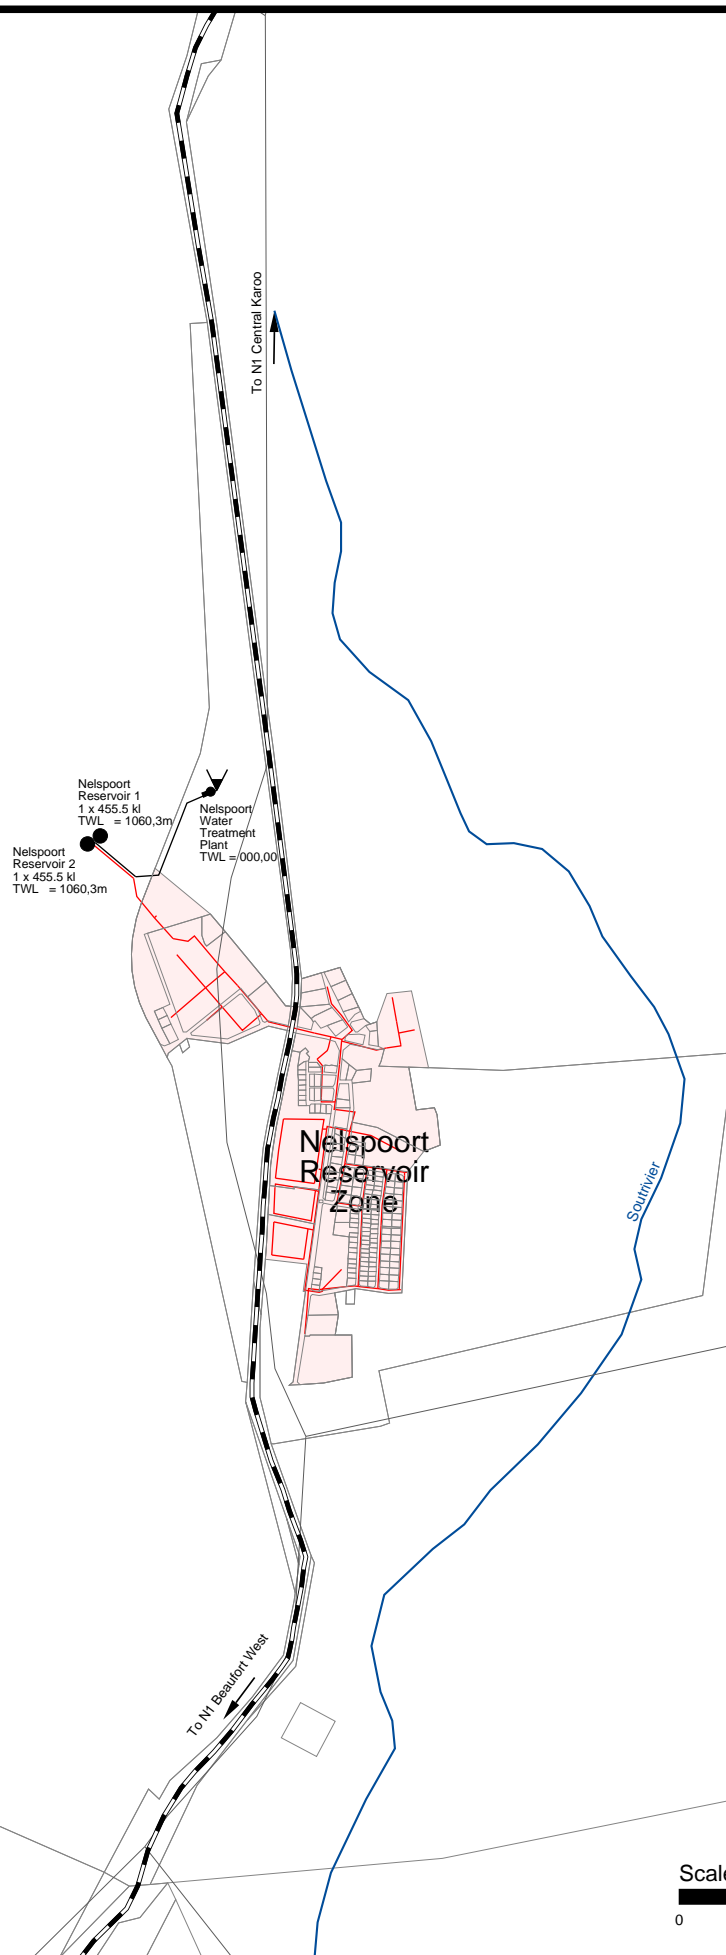 To N1 Central Karoo
Nelspoort
Reservoir 1
1 x 455.5 kl
TWL = 1060,3m
Nelspoort
Water
Treatment
Plant
TWL = 000,00
Nelspoort
Reservoir 2
1 x 455.5 kl
TWL = 1060,3m
Nelspoort
Reservoir
Zone
Soutrivier
To N1 Beaufort West
Scale
0